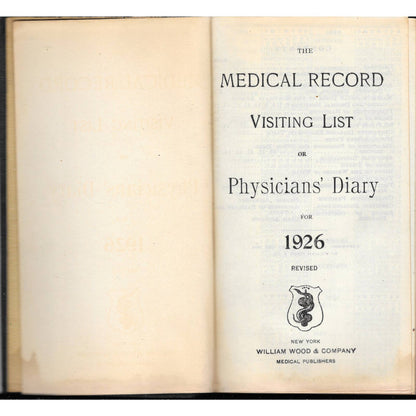 THE
MEDICAL RECORD
VISITING LIST
OR
Physicians' Diary
FOR
1926
REVISED
NEW YORK
WILLIAM WOOD & COMPANY
MEDICAL PUBLISHERS